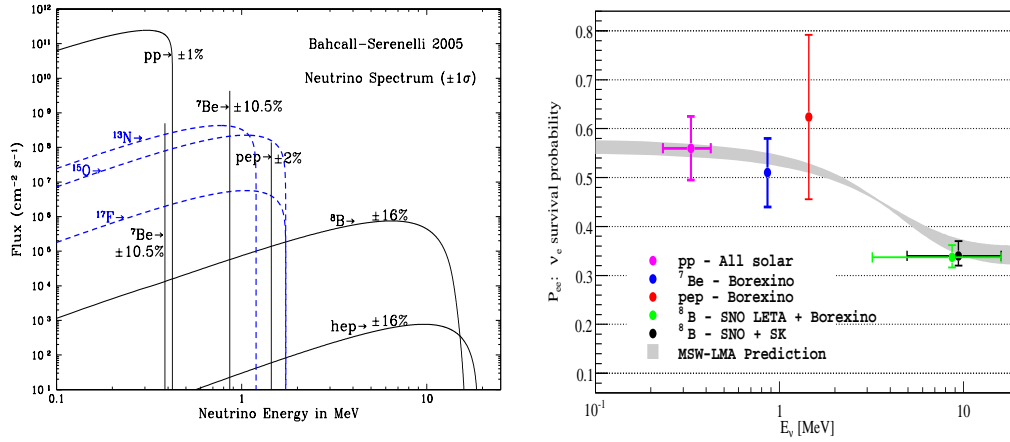 Bahcall-Serenelli 2005
Neutrino Spectrum (±1σ)
pp→ ±1%
⁷Be→ ±10.5%
¹³N→
¹⁵O→
pep→ ±2%
¹⁷F→
⁷Be→
±10.5%
⁸B→ ±16%
hep→ ±16%
Flux (cm⁻² s⁻¹)
10¹²
10¹¹
10¹⁰
10⁹
10⁸
10⁷
10⁶
10⁵
10⁴
10³
10²
10¹
0.1
1
10
Neutrino Energy in MeV
Pₑₑ: νₑ survival probability
0.8
0.7
0.6
0.5
0.4
0.3
0.2
0.1
pp - All solar
⁷Be - Borexino
pep - Borexino
⁸B - SNO LETA + Borexino
⁸B - SNO + SK
MSW-LMA Prediction
10⁻¹
1
10
Eν [MeV]